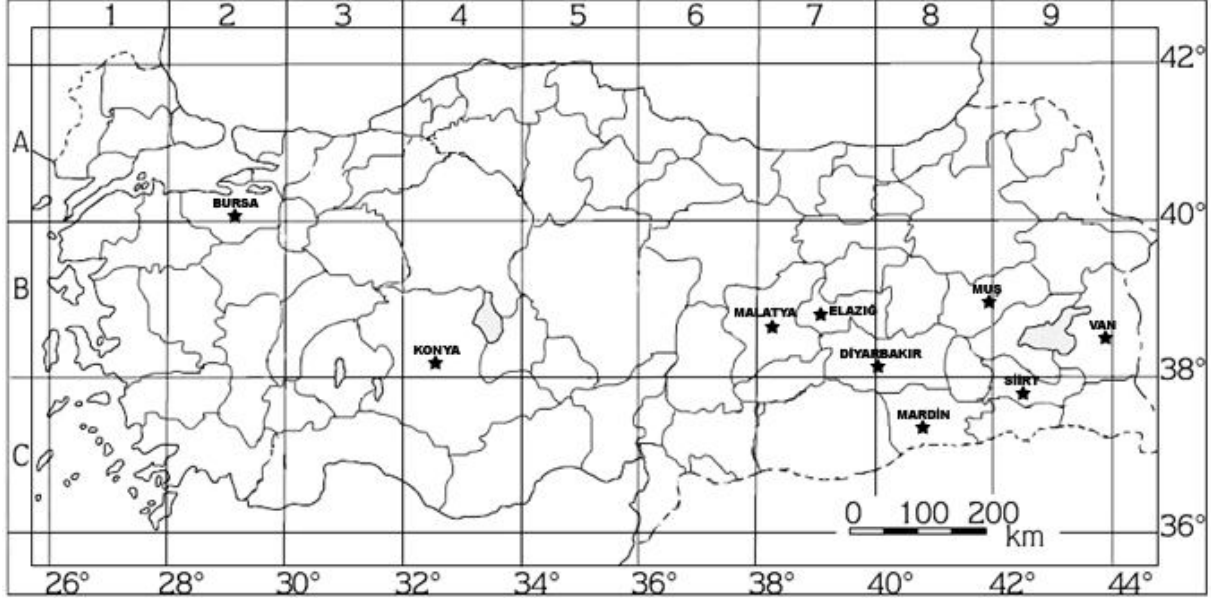 1 2 3 4 5 6 7 8 9
42°
A
BURSA
40°
B
MUŞ
MALATYA
ELAZIĞ
VAN
KONYA
DİYARBAKIR
38°
SİİRT
MARDİN
C
0 100 200
km
36°
26° 28° 30° 32° 34° 36° 38° 40° 42° 44°